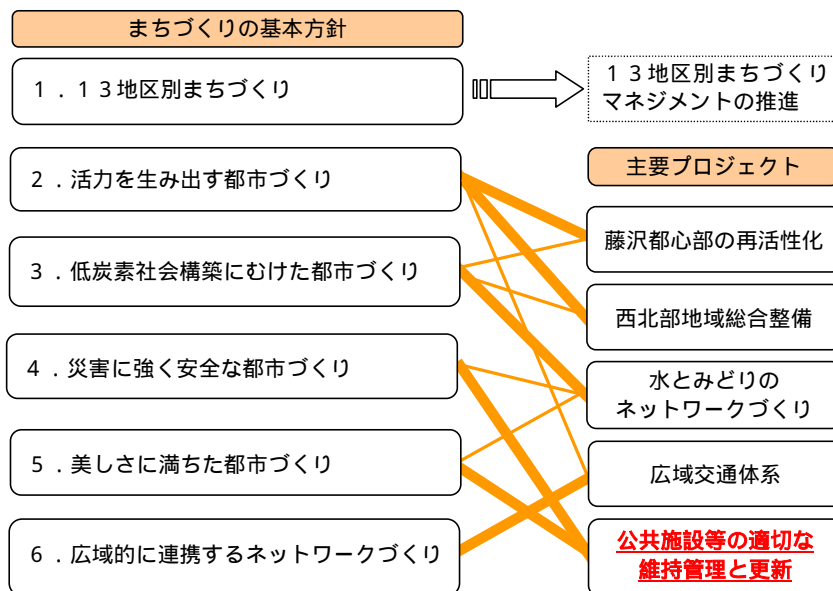 まちづくりの基本方針
１．１３地区別まちづくり
１３地区別まちづくり
マネジメントの推進
２．活力を生み出す都市づくり
３．低炭素社会構築にむけた都市づくり
４．災害に強く安全な都市づくり
５．美しさに満ちた都市づくり
６．広域的に連携するネットワークづくり
主要プロジェクト
藤沢都心部の再活性化
西北部地域総合整備
水とみどりの
ネットワークづくり
広域交通体系
公共施設等の適切な
維持管理と更新